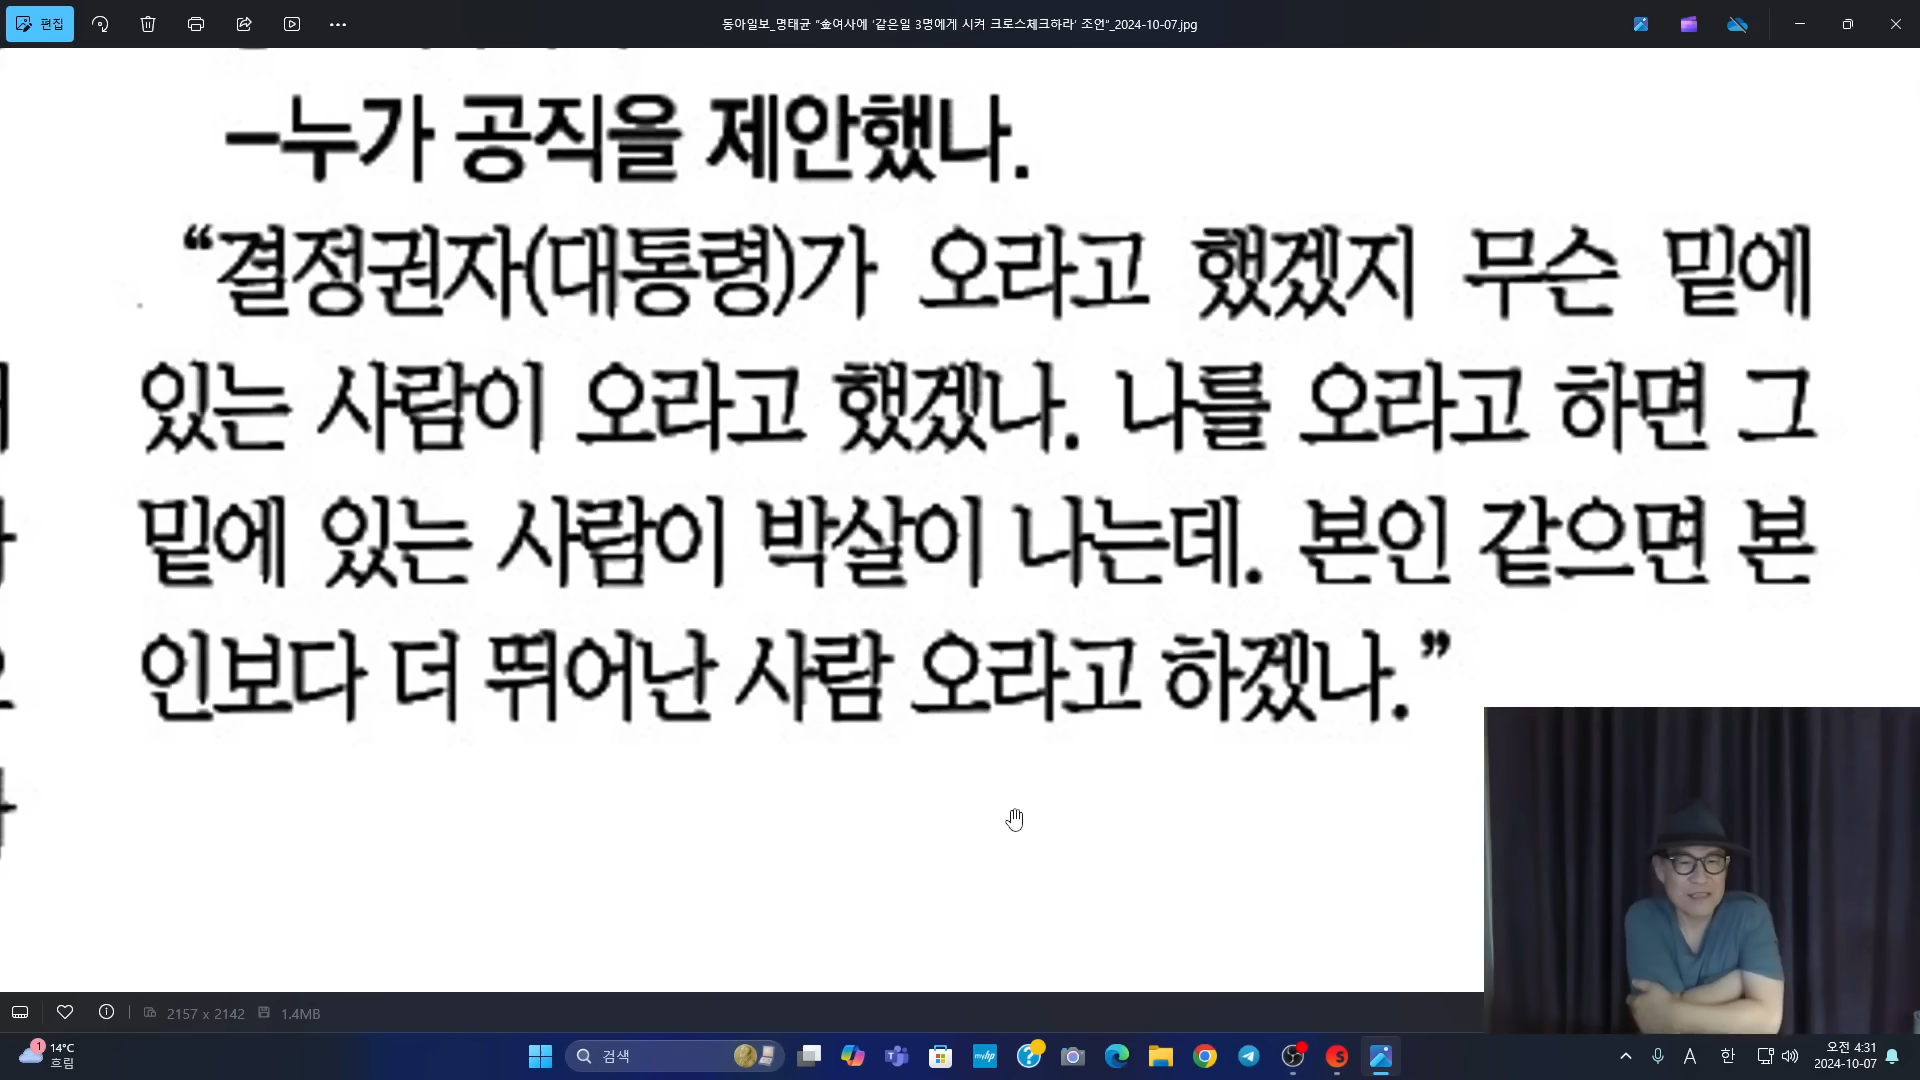 편집
동아일보_명태균 "金여사에 '같은일 3명에게 시켜 크로스체크하라' 조언"_2024-10-07.jpg
–누가 공직을 제안했나.
“결정권자(대통령)가 오라고 했겠지 무슨 밑에
있는 사람이 오라고 했겠나. 나를 오라고 하면 그
밑에 있는 사람이 박살이 나는데. 본인 같으면 본
인보다 더 뛰어난 사람 오라고 하겠나.”
2157 x 2142 1.4MB
1
14°C
흐림
검색
myhp
A 한
오전 4:31
2024-10-07